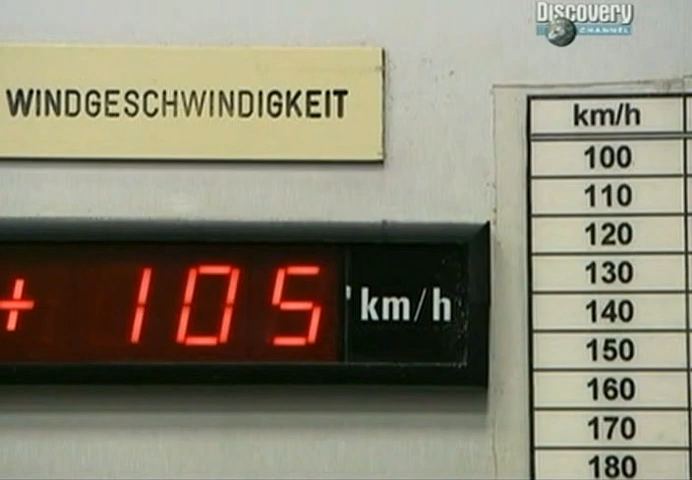 Discovery
CHANNEL
WINDGESCHWINDIGKEIT
+ 105 km/h
km/h
100
110
120
130
140
150
160
170
180